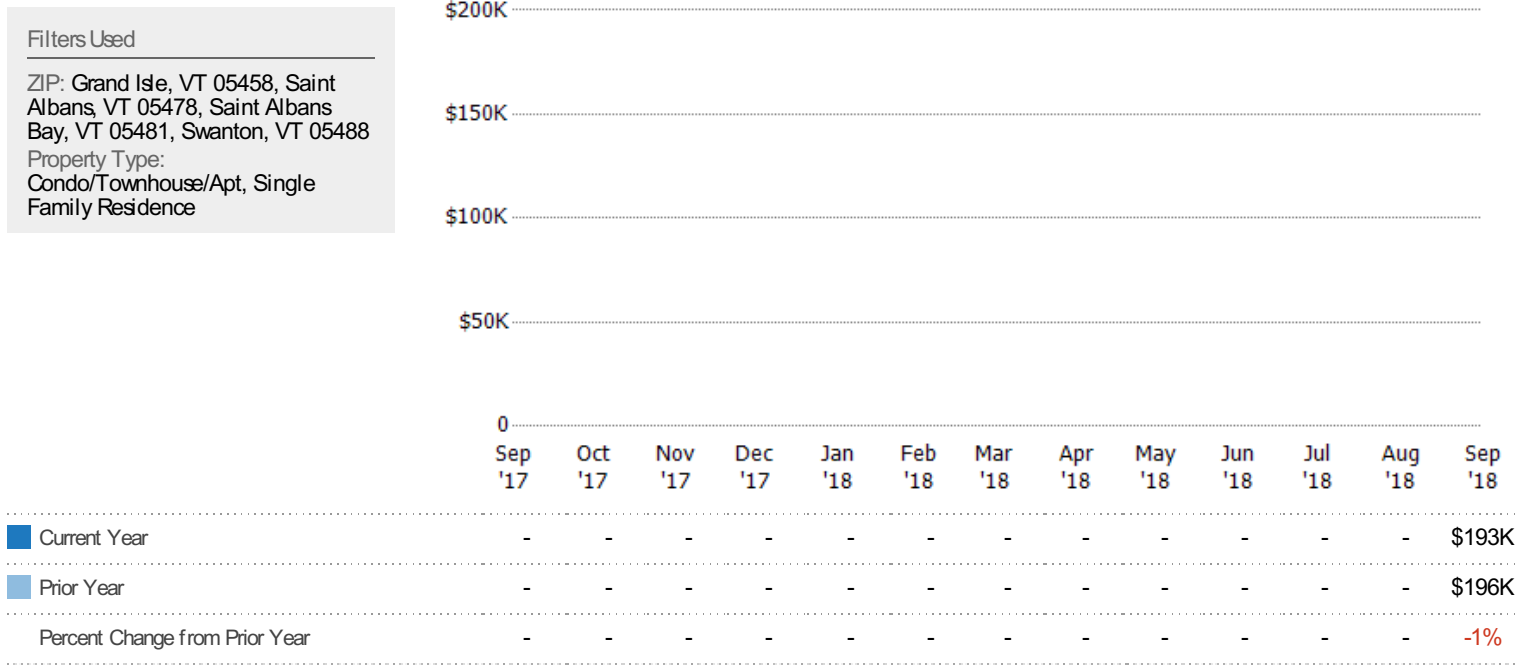 Filters Used
ZIP: Grand Isle, VT 05458, Saint
Albans, VT 05478, Saint Albans
Bay, VT 05481, Swanton, VT 05488
Property Type:
Condo/Townhouse/Apt, Single
Family Residence
$200K
$150K
$100K
$50K
0
Sep Oct Nov Dec Jan Feb Mar Apr May Jun Jul Aug Sep
'17 '17 '17 '17 '18 '18 '18 '18 '18 '18 '18 '18 '18
Current Year - - - - - - - - - - - - $193K
Prior Year - - - - - - - - - - - - $196K
Percent Change from Prior Year - - - - - - - - - - - - -1%